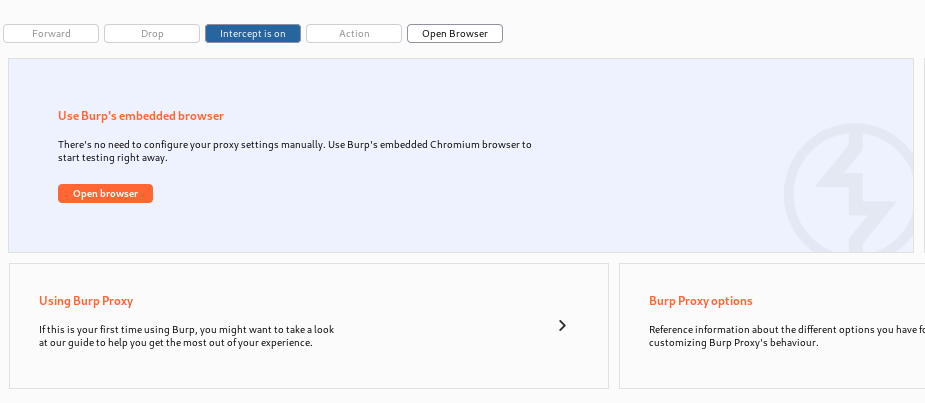 Forward Drop Intercept is on Action Open Browser
Use Burp's embedded browser
There's no need to configure your proxy settings manually. Use Burp's embedded Chromium browser to
start testing right away.
Open browser
Using Burp Proxy
If this is your first time using Burp, you might want to take a look
at our guide to help you get the most out of your experience.
Burp Proxy options
Reference information about the different options you have
customizing Burp Proxy's behaviour.